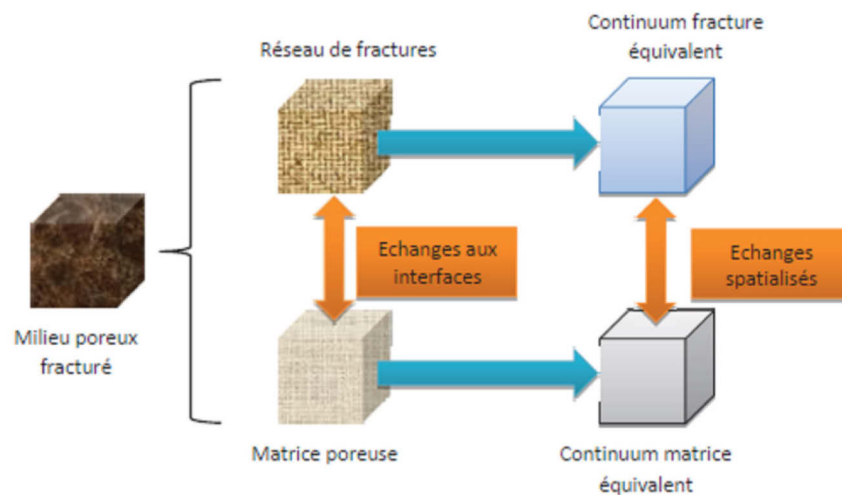 Réseau de fractures
Continuum fracture
équivalent
Echanges aux
interfaces
Echanges
spatialisés
Milieu poreux
fracturé
Matrice poreuse
Continuum matrice
équivalent